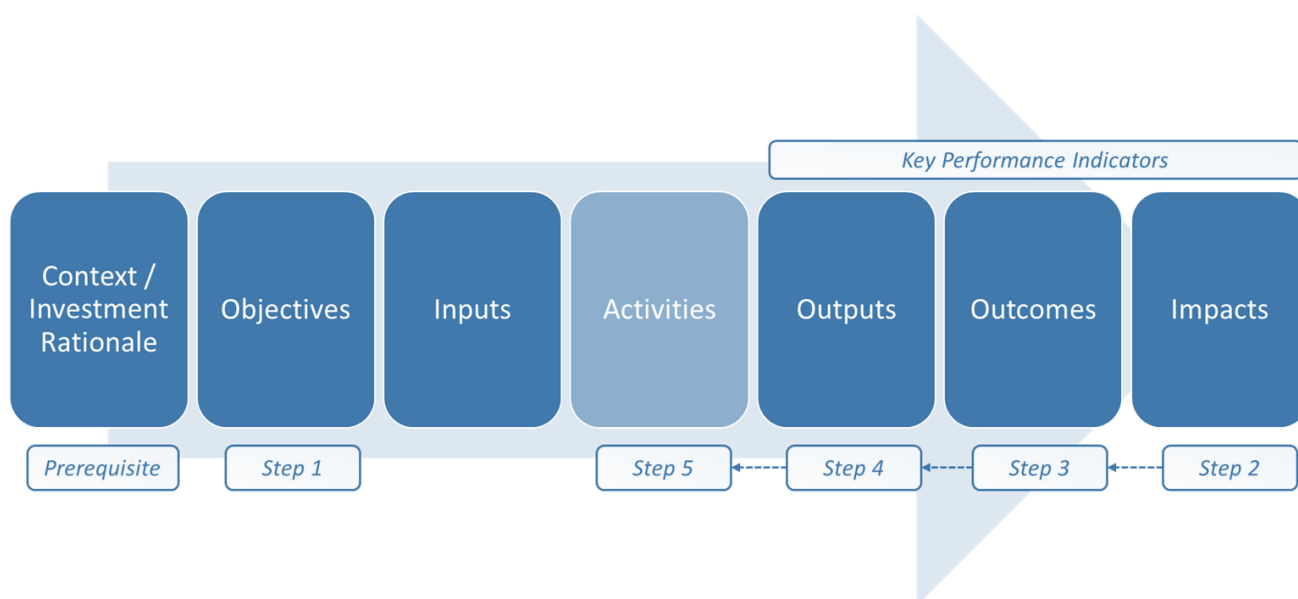 Key Performance Indicators
Context /
Investment
Rationale
Objectives
Inputs
Activities
Outputs
Outcomes
Impacts
Prerequisite
Step 1
Step 5
Step 4
Step 3
Step 2